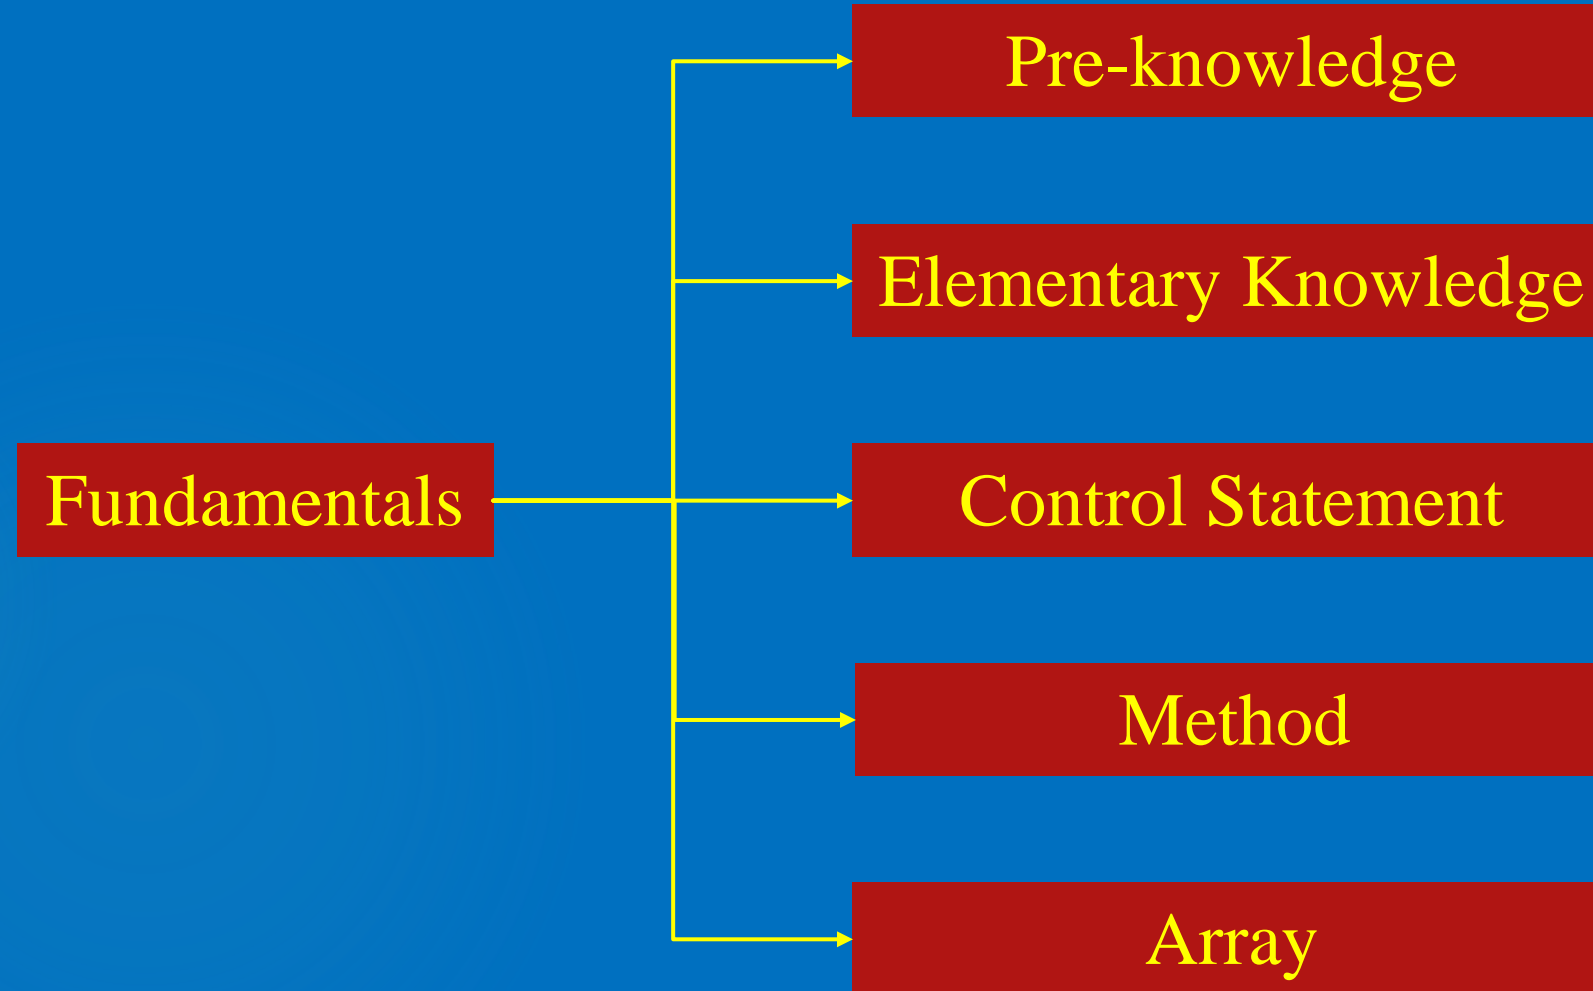 Pre-knowledge
Elementary Knowledge
Fundamentals
Control Statement
Method
Array